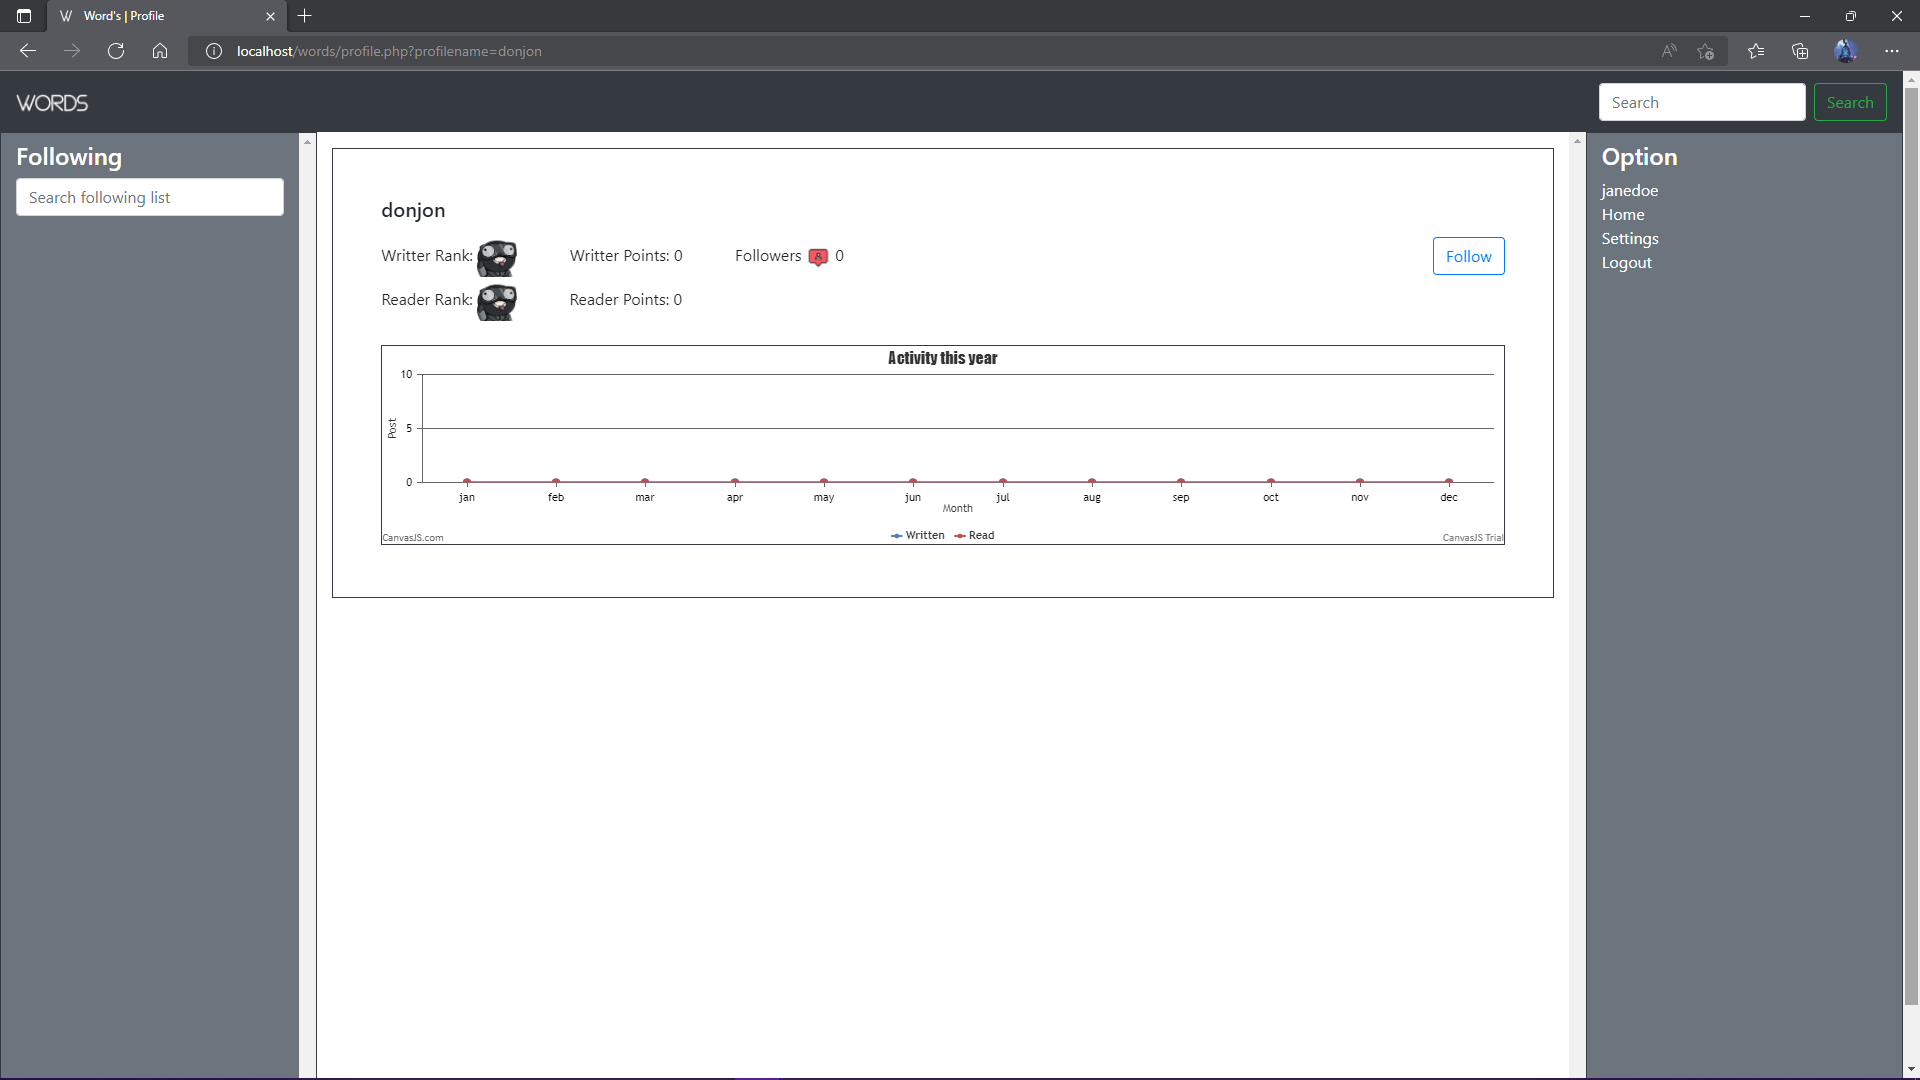 Word's | Profile
localhost/words/profile.php?profilename=donjon
WORDS
Search
Search
Following
Search following list
donjon
Writter Rank:
Writter Points: 0
Followers 8 0
Follow
Reader Rank:
Reader Points: 0
Activity this year
10
5
0
Post
jan feb mar apr may jun jul aug sep oct nov dec
Month
Written Read
CanvasJS.com
CanvasJS Trial
Option
janedoe
Home
Settings
Logout